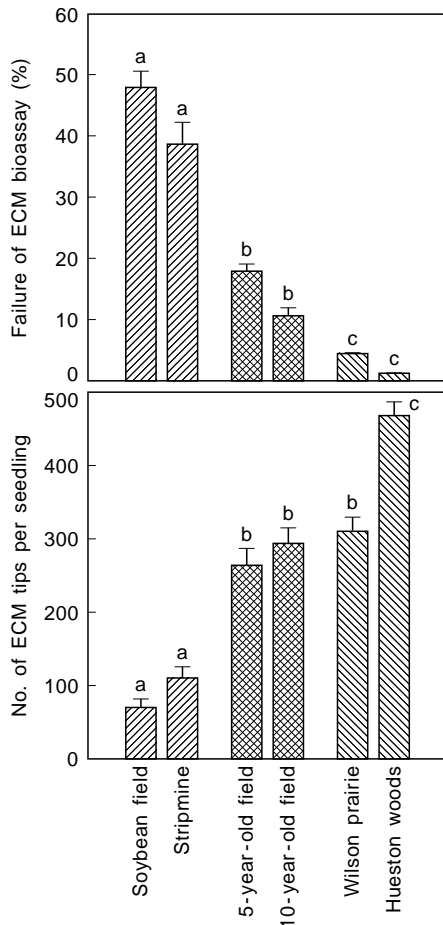 60
50
40
30
20
10
0
Failure of ECM bioassay (%)
a
a
b
b
c
c
500
400
300
200
100
0
No. of ECM tips per seedling
a
a
b
b
b
c
Soybean field
Stripmine
5-year-old field
10-year-old field
Wilson prairie
Hueston woods